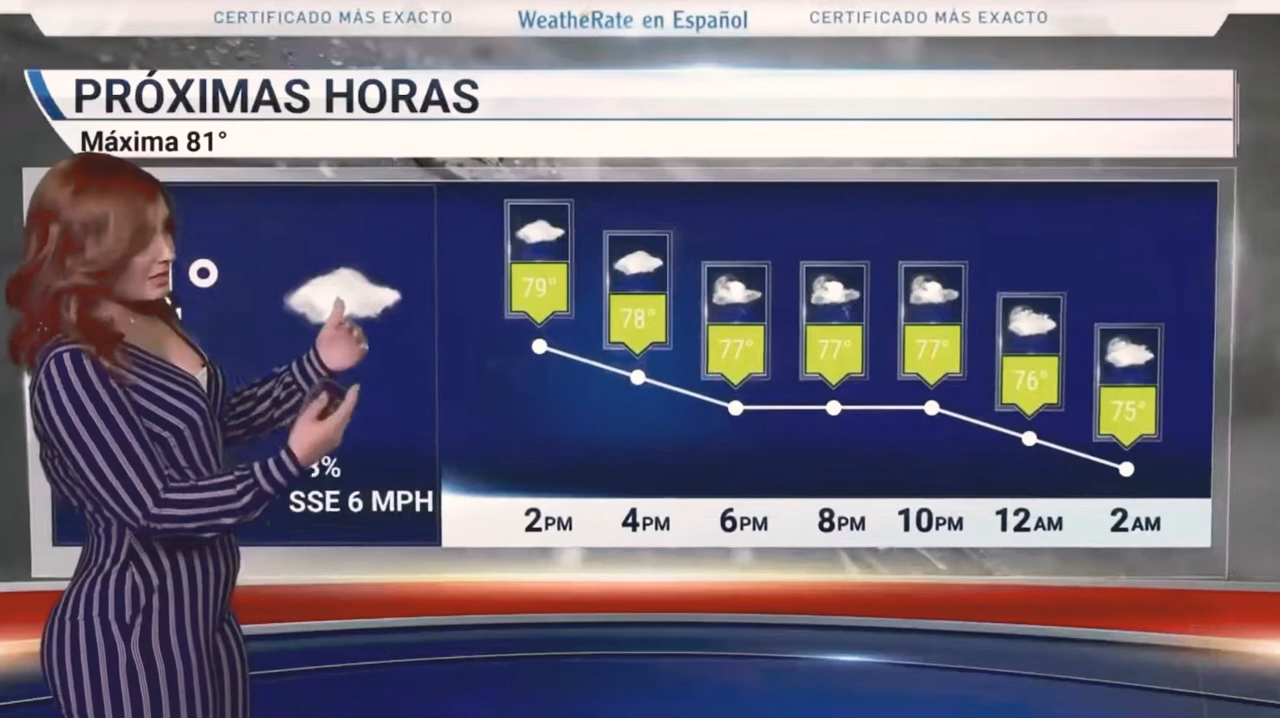 CERTIFICADO MÁS EXACTO WeatheRate en Español CERTIFICADO MÁS EXACTO
PRÓXIMAS HORAS
Máxima 81°
79°
78°
77° 77° 77°
76°
75°
SSE 6 MPH
2PM 4PM 6PM 8PM 10PM 12AM 2AM